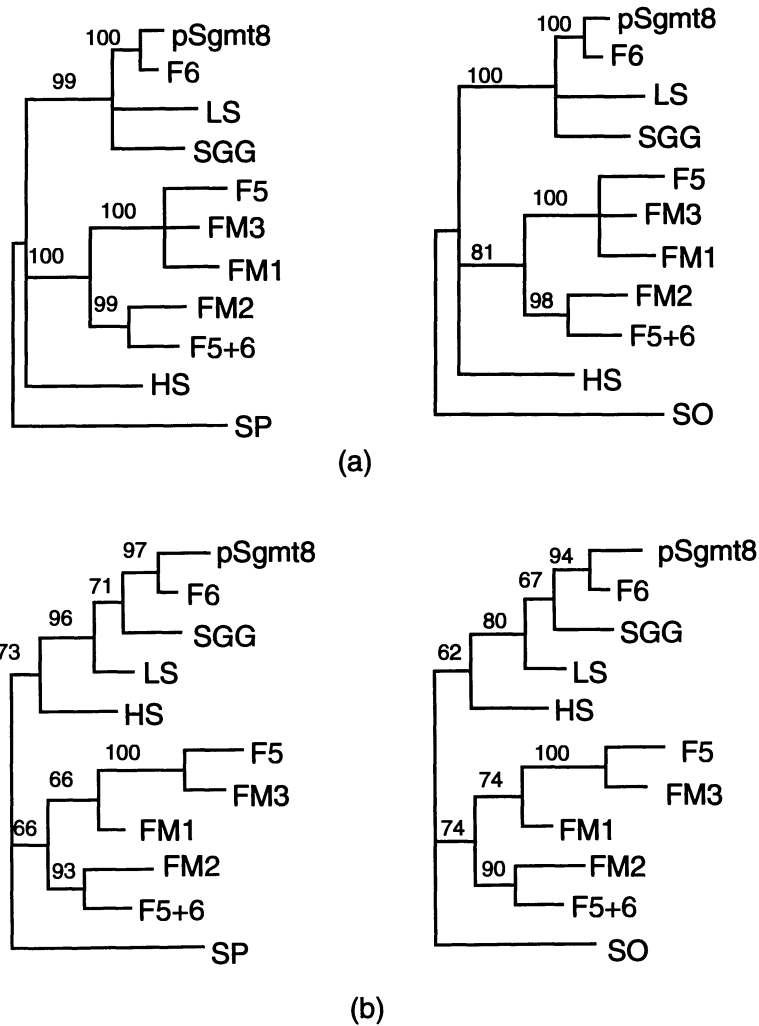 100
pSgmt8
F6
99
LS
SGG
F5
100
FM3
FM1
100
99
FM2
F5+6
HS
SP
100
pSgmt8
F6
100
LS
SGG
F5
100
FM3
FM1
81
98
FM2
F5+6
HS
SO
(a)
97
pSgmt8
F6
71
SGG
96
LS
73
HS
100
F5
FM3
66
FM1
66
93
FM2
F5+6
SP
94
pSgmt8
F6
67
SGG
80
LS
62
HS
100
F5
FM3
74
FM1
74
90
FM2
F5+6
SO
(b)